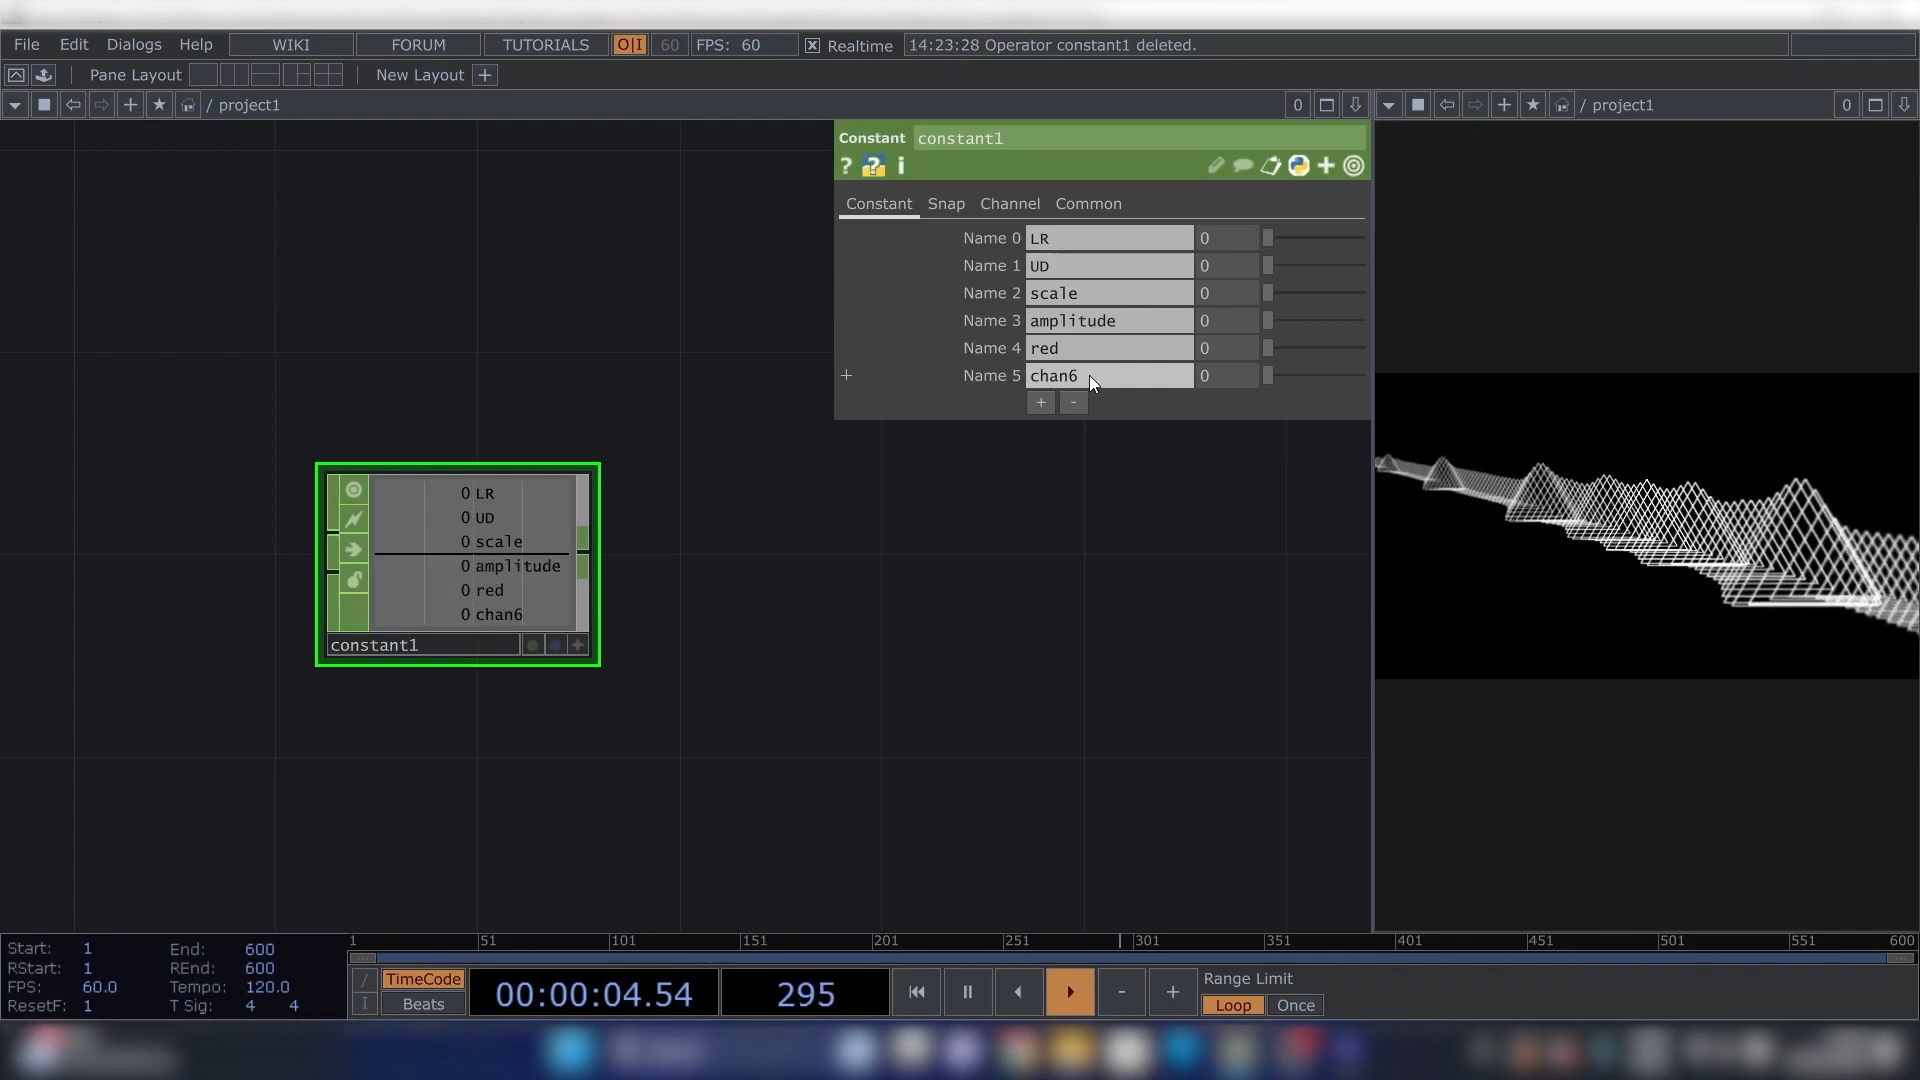 File Edit Dialogs Help WIKI FORUM TUTORIALS O|I 60 FPS: 60 Realtime 14:23:28 Operator constant1 deleted.
Pane Layout New Layout +
/ project1 0 / project1 0
Constant constant1
? ? i
Constant Snap Channel Common
Name 0 LR 0
Name 1 UD 0
Name 2 scale 0
Name 3 amplitude 0
Name 4 red 0
+ Name 5 chan6 0
+ -
0 LR
0 UD
0 scale
0 amplitude
0 red
0 chan6
constant1
1 51 101 151 201 251 301 351 401 451 501 551 600
Start: 1 End: 600
RStart: 1 REnd: 600
FPS: 60.0 Tempo: 120.0
ResetF: 1 T Sig: 4 4
/ TimeCode
I Beats
00:00:04.54 295 - +
Range Limit
Loop Once